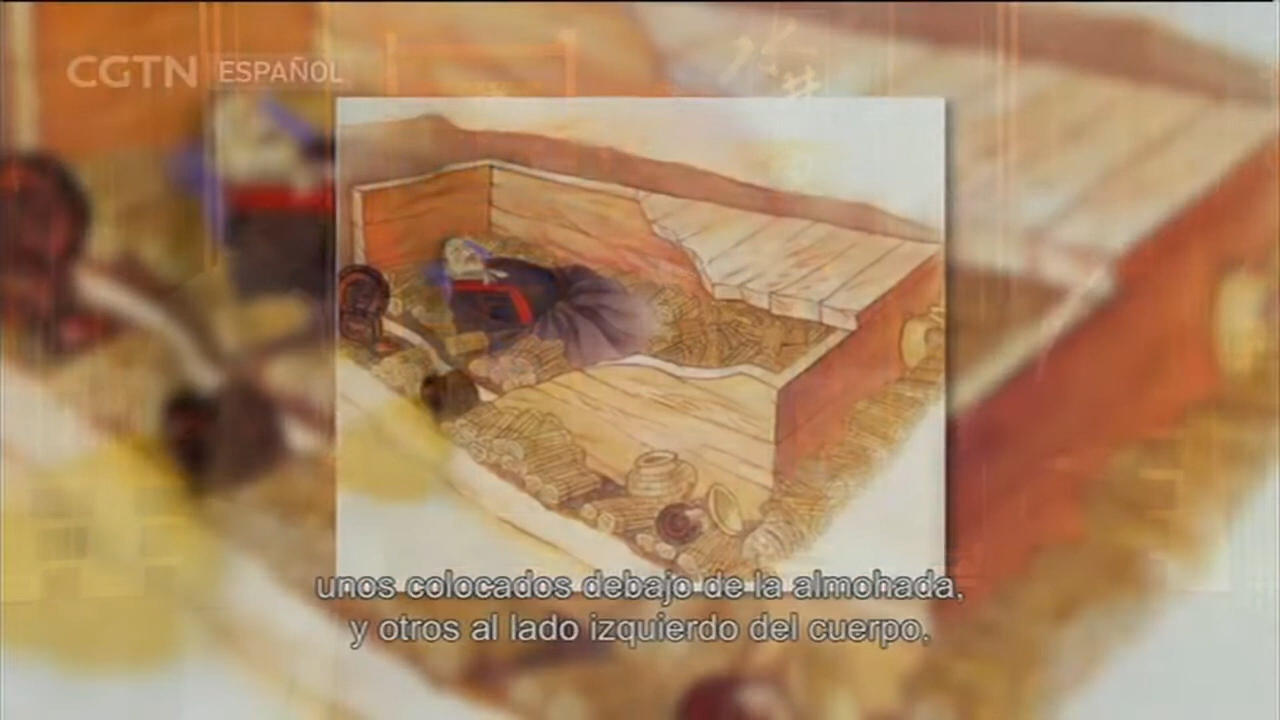 CGTN ESPAÑOL
unos colocados debajo de la almohada,
y otros al lado izquierdo del cuerpo.